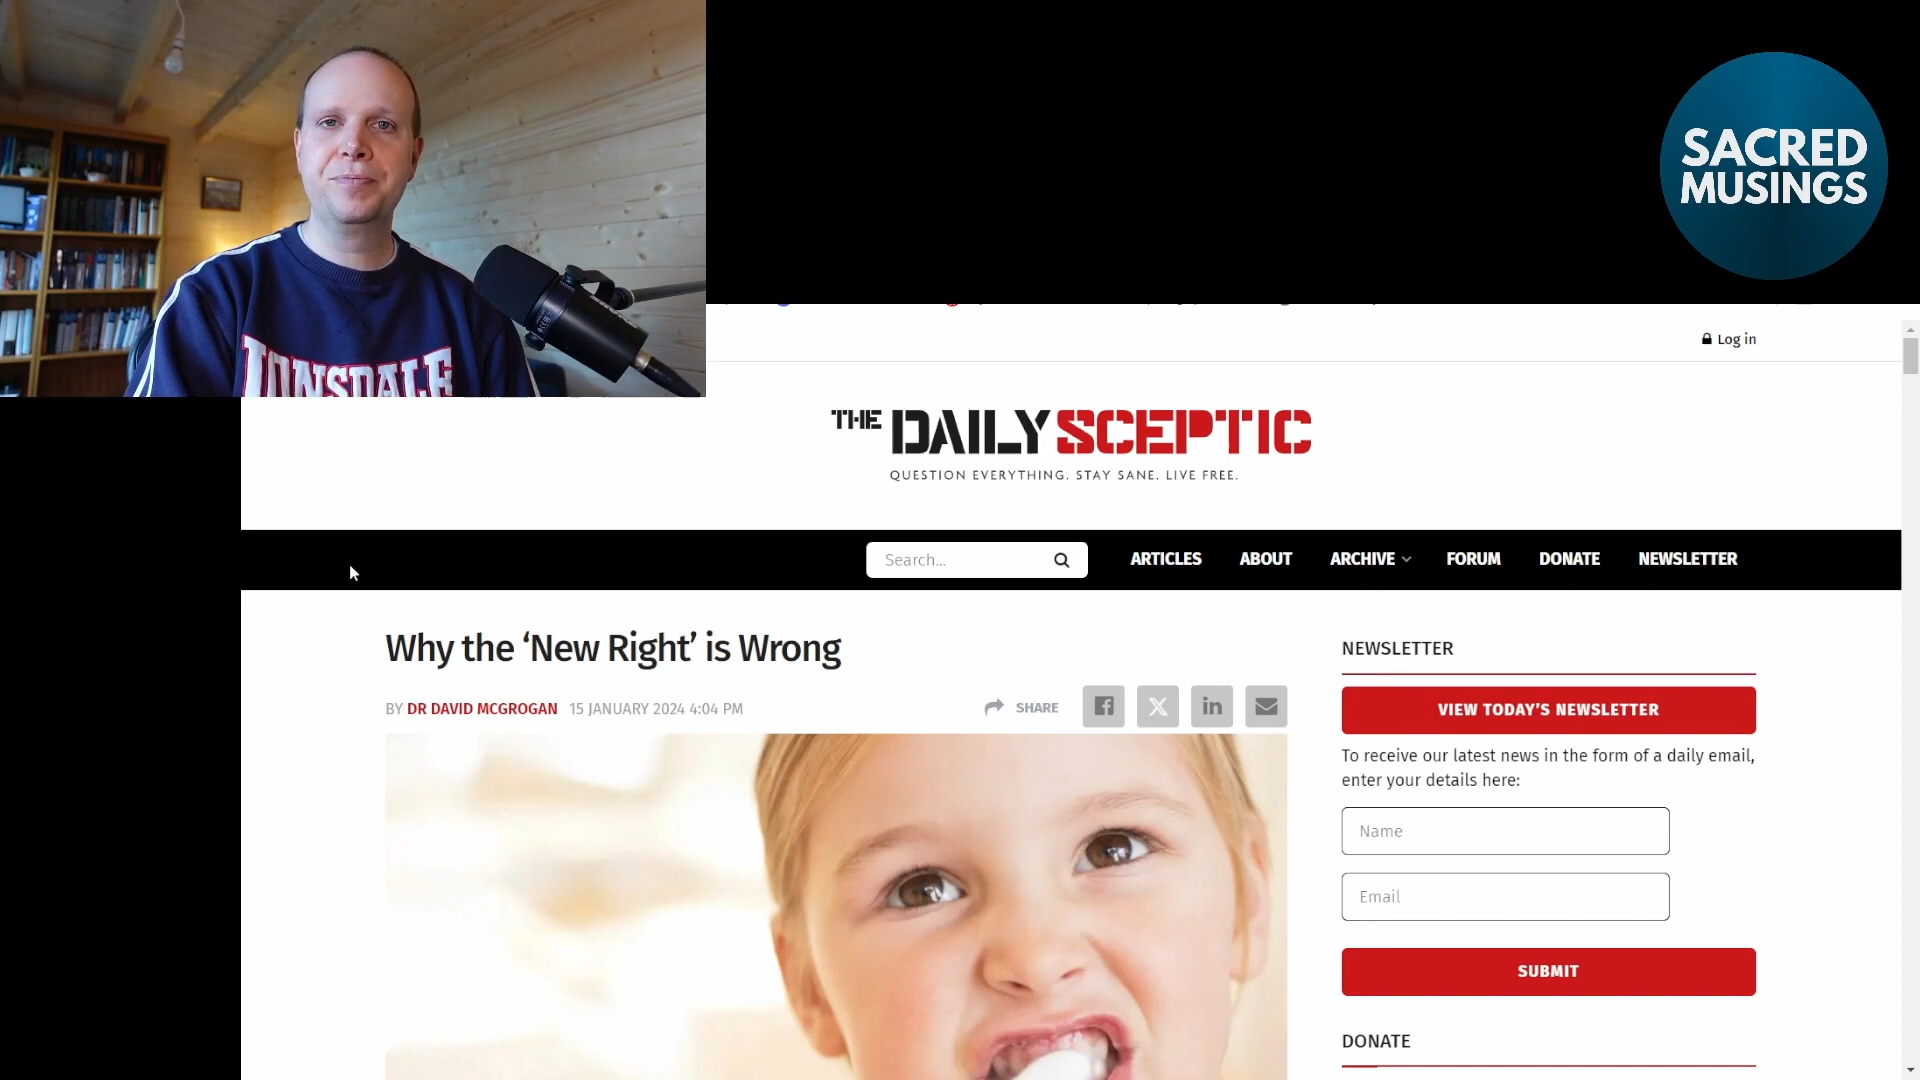 SACRED
MUSINGS
Log in
THE DAILY SCEPTIC
QUESTION EVERYTHING. STAY SANE. LIVE FREE.
Search...
ARTICLES
ABOUT
ARCHIVE
FORUM
DONATE
NEWSLETTER
Why the ‘New Right’ is Wrong
BY DR DAVID MCGROGAN 15 JANUARY 2024 4:04 PM
SHARE
NEWSLETTER
VIEW TODAY’S NEWSLETTER
To receive our latest news in the form of a daily email,
enter your details here:
Name
Email
SUBMIT
DONATE
LONSDALE